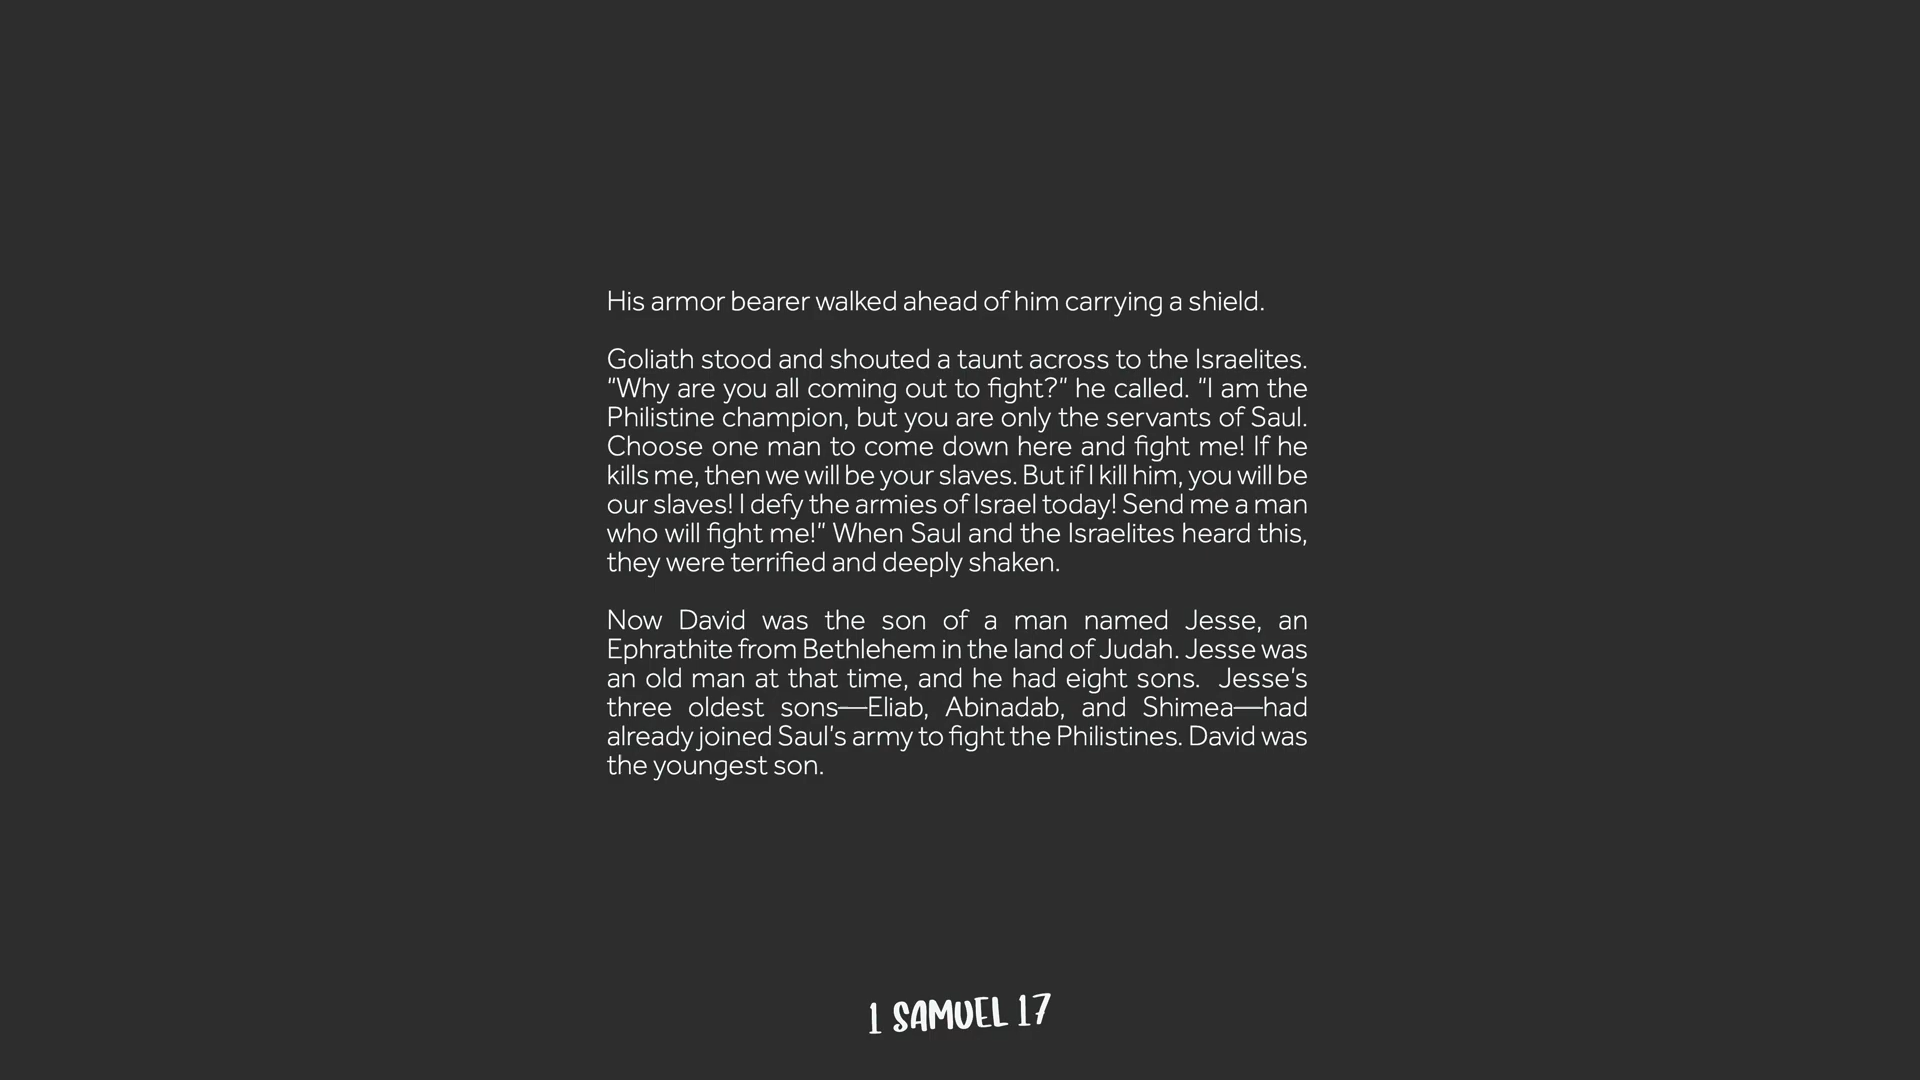 His armor bearer walked ahead of him carrying a shield.
Goliath stood and shouted a taunt across to the Israelites.
"Why are you all coming out to fight?" he called. "I am the
Philistine champion, but you are only the servants of Saul.
Choose one man to come down here and fight me! If he
kills me, then we will be your slaves. But if I kill him, you will be
our slaves! I defy the armies of Israel today! Send me a man
who will fight me!" When Saul and the Israelites heard this,
they were terrified and deeply shaken.
Now David was the son of a man named Jesse, an
Ephrathite from Bethlehem in the land of Judah. Jesse was
an old man at that time, and he had eight sons.  Jesse's
three oldest sons—Eliab, Abinadab, and Shimea—had
already joined Saul's army to fight the Philistines. David was
the youngest son.
1 SAMUEL 17